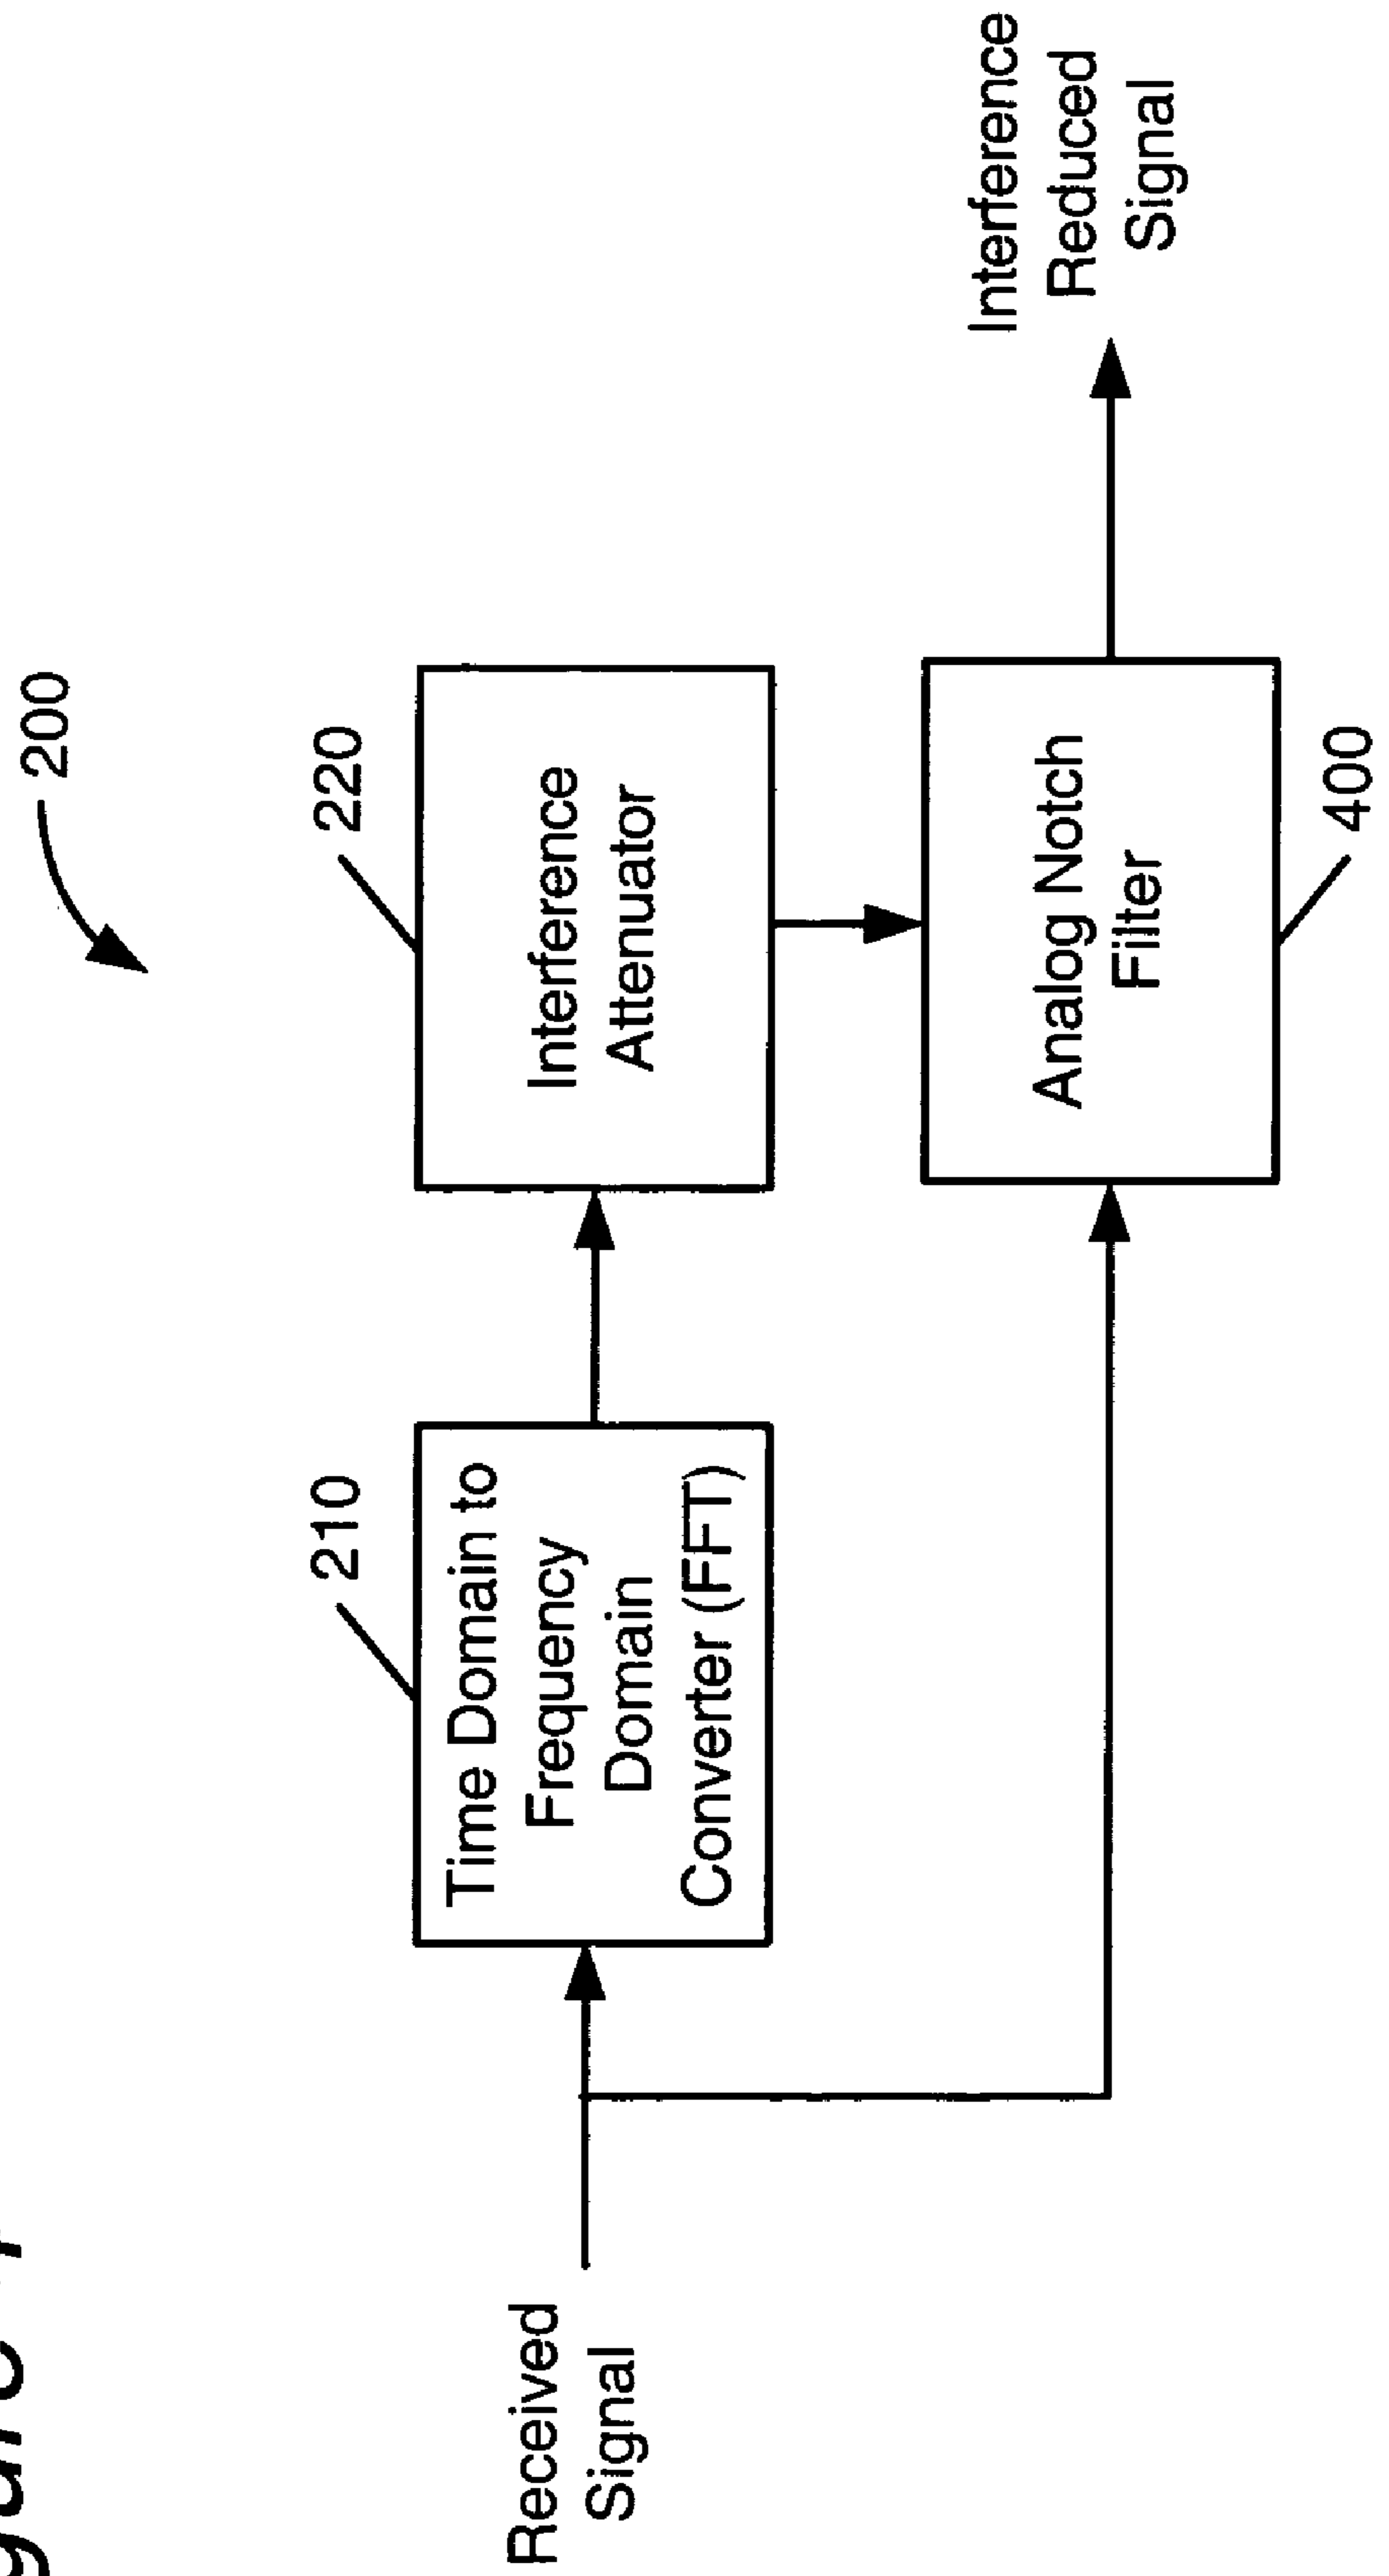 200
210
220
Received
Signal
Time Domain to
Frequency
Domain
Converter (FFT)
Interference
Attenuator
Analog Notch
Filter
400
Interference
Reduced
Signal